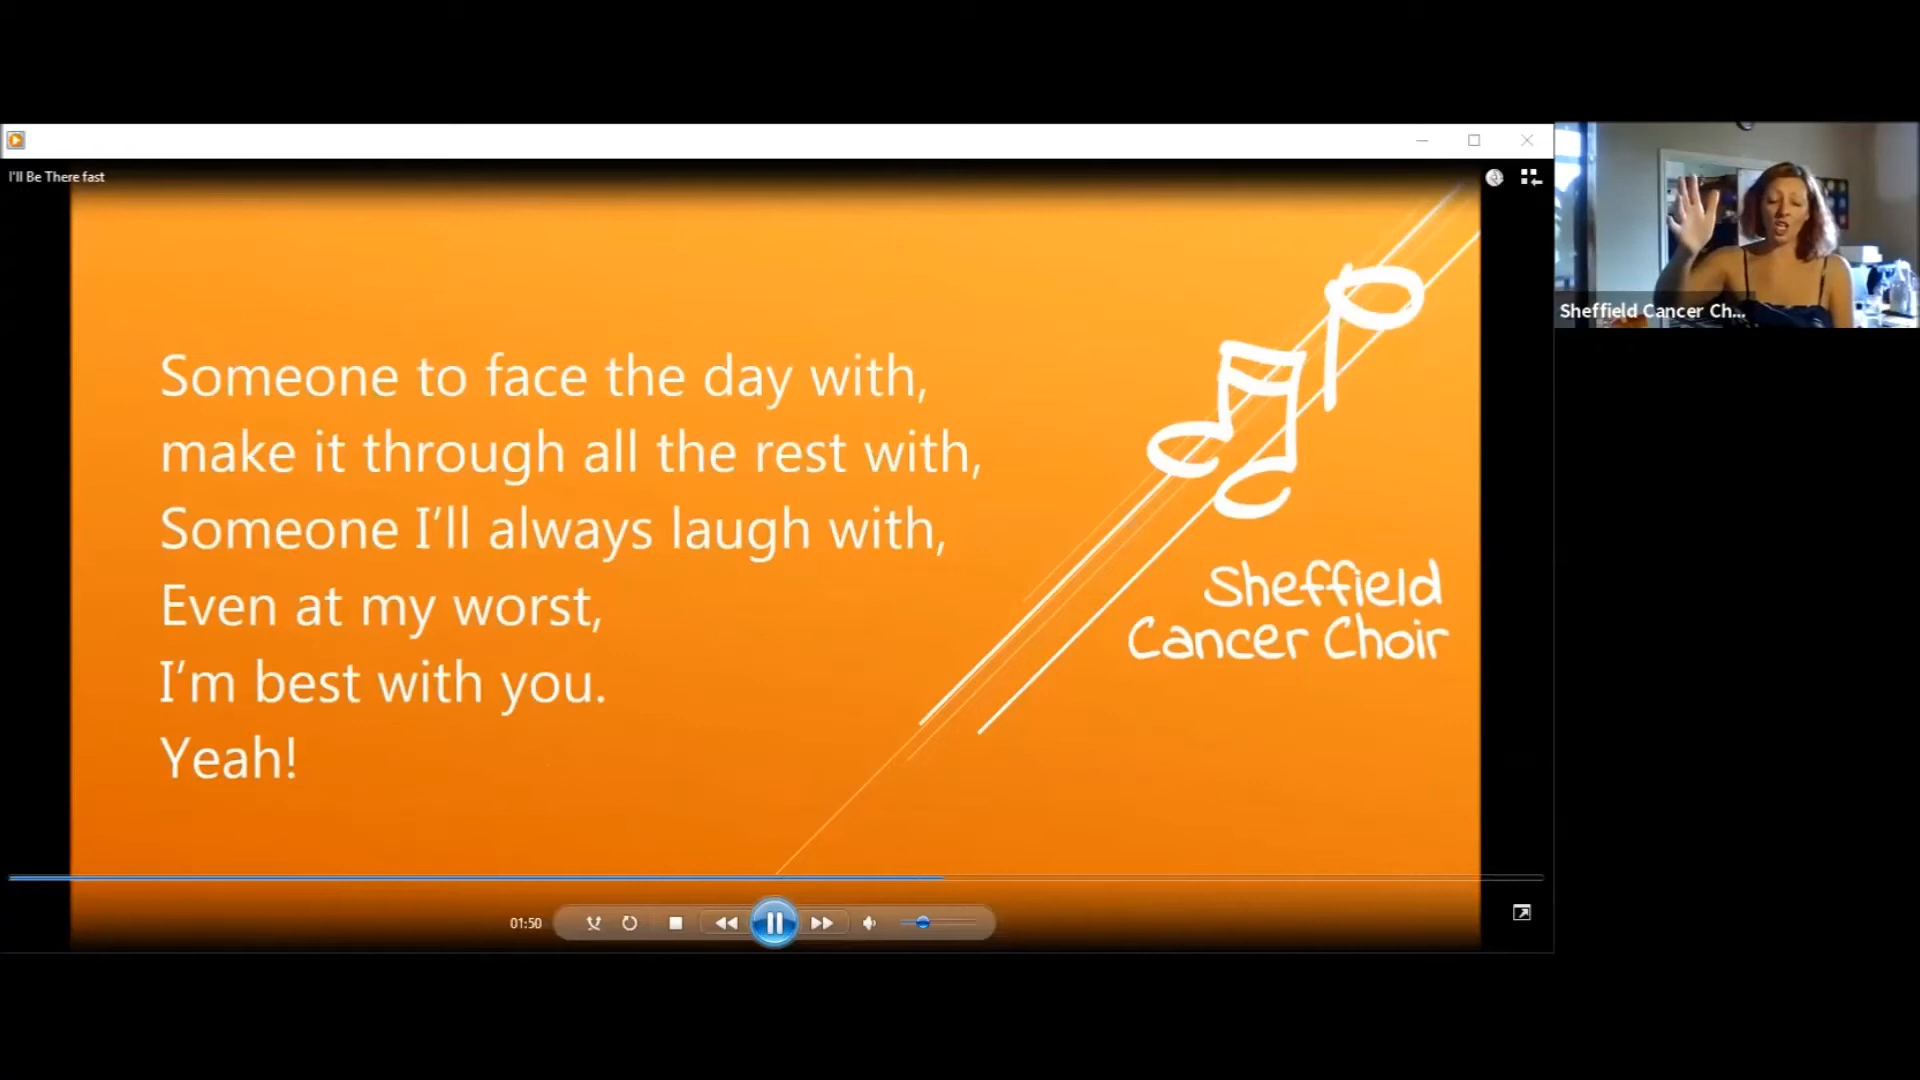 I'll Be There fast
Someone to face the day with,
make it through all the rest with,
Someone I’ll always laugh with,
Even at my worst,
I’m best with you.
Yeah!
Sheffield
Cancer Choir
Sheffield Cancer Ch...
01:50